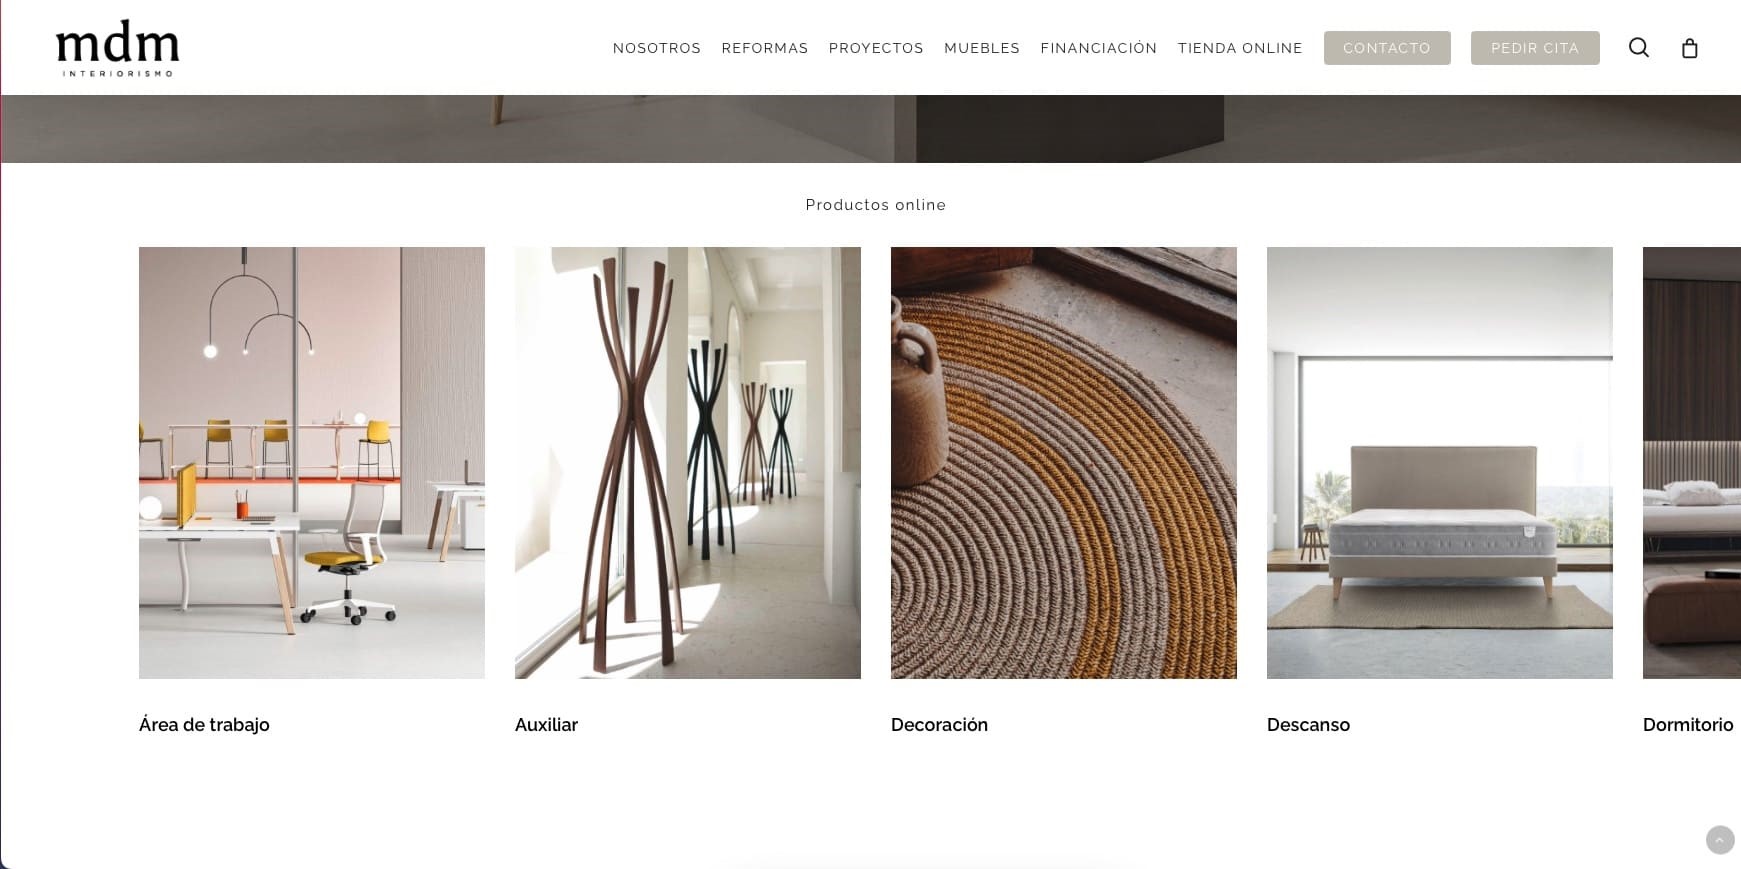 mdm
INTERIORISMO
NOSOTROS REFORMAS PROYECTOS MUEBLES FINANCIACIÓN TIENDA ONLINE CONTACTO PEDIR CITA
Productos online
Área de trabajo
Auxiliar
Decoración
Descanso
Dormitorio